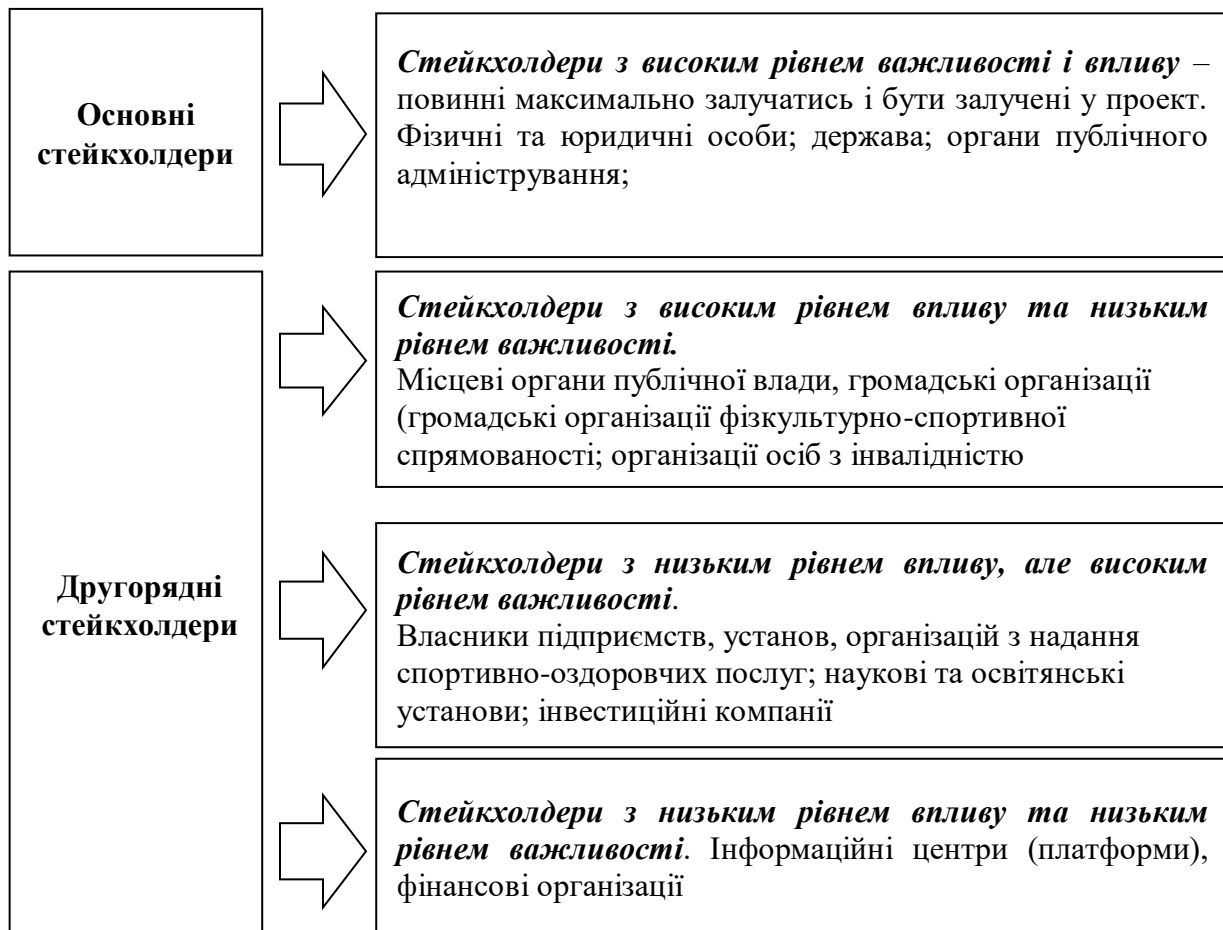 Основні
стейкхолдери
Стейкхолдери з високим рівнем важливості і впливу –
повинні максимально залучатись і бути залучені у проект.
Фізичні та юридичні особи; держава; органи публічного
адміністрування;
Другорядні
стейкхолдери
Стейкхолдери з високим рівнем впливу та низьким
рівнем важливості.
Місцеві органи публічної влади, громадські організації
(громадські організації фізкультурно-спортивної
спрямованості; організації осіб з інвалідністю
Стейкхолдери з низьким рівнем впливу, але високим
рівнем важливості.
Власники підприємств, установ, організацій з надання
спортивно-оздоровчих послуг; наукові та освітянські
установи; інвестиційні компанії
Стейкхолдери з низьким рівнем впливу та низьким
рівнем важливості. Інформаційні центри (платформи),
фінансові організації